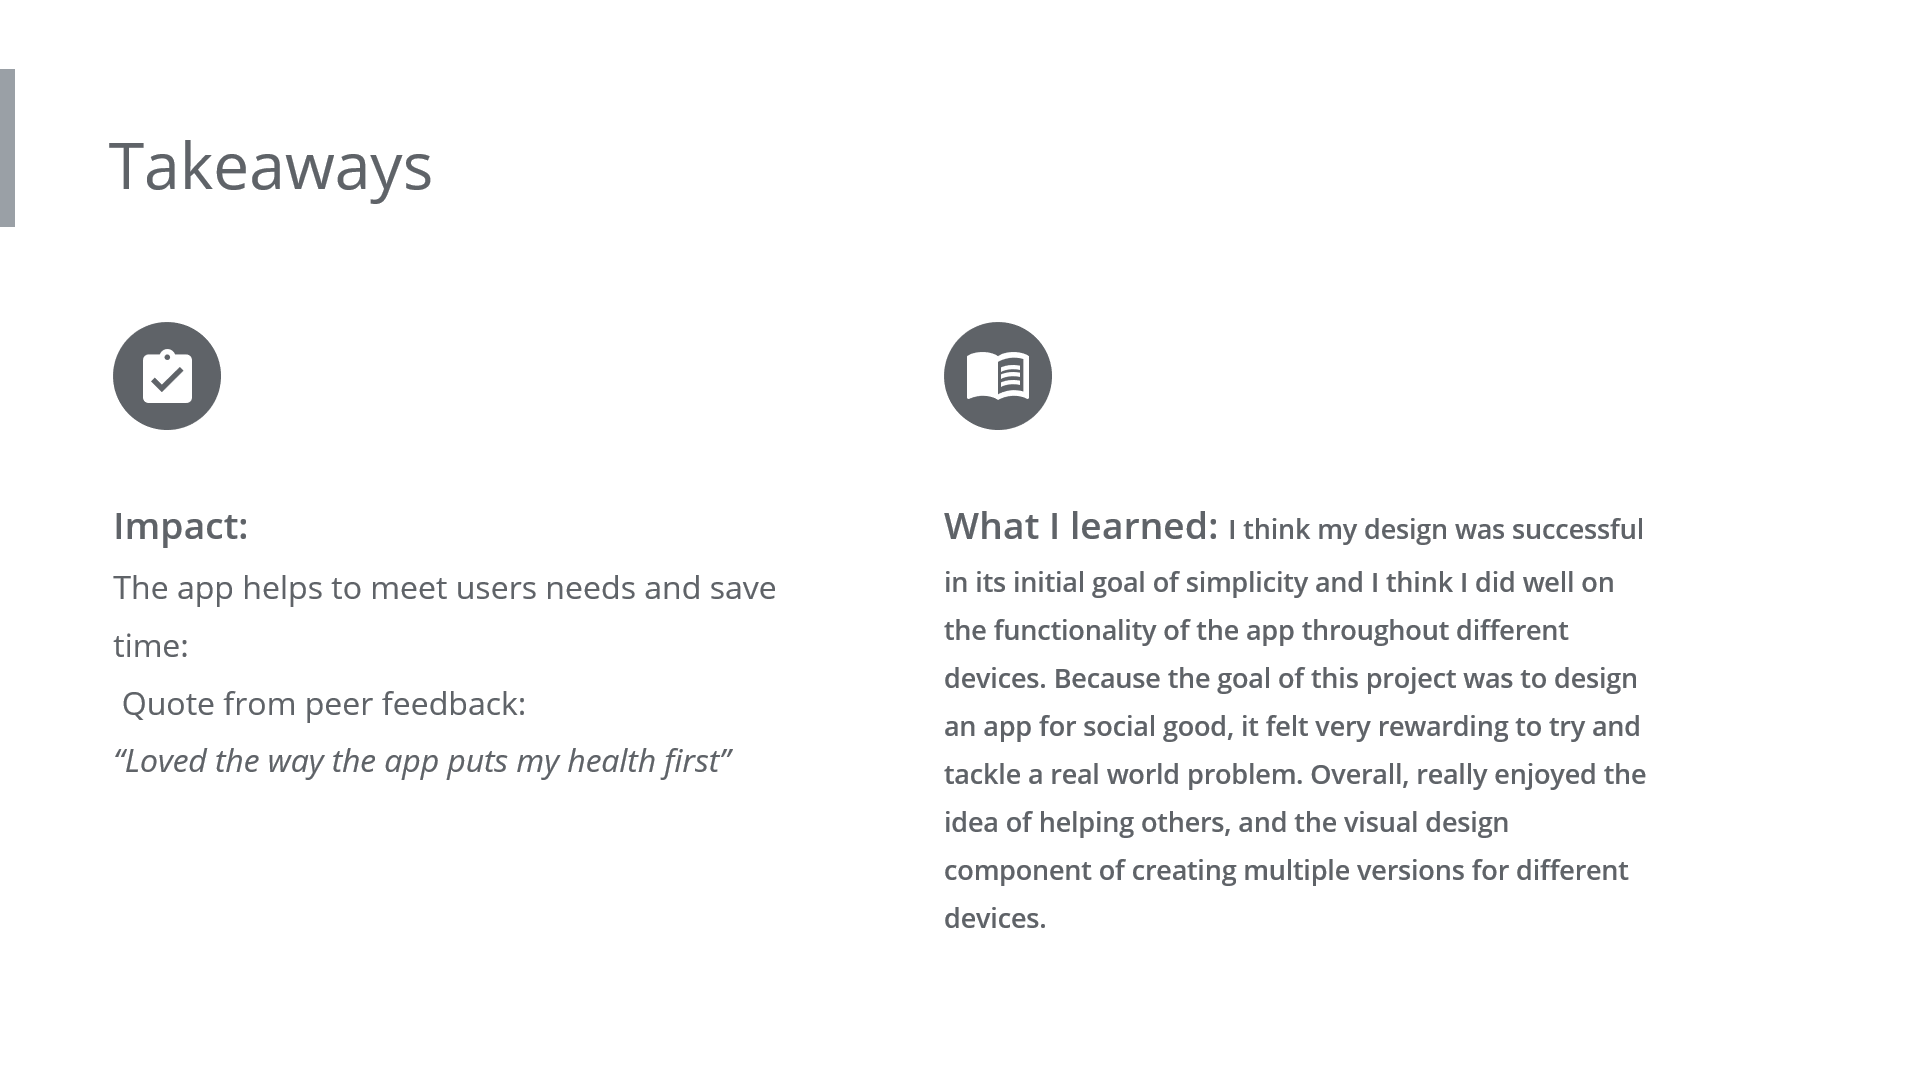 Takeaways
Impact:
The app helps to meet users needs and save
time:
Quote from peer feedback:
“Loved the way the app puts my health first”
What I learned: I think my design was successful
in its initial goal of simplicity and I think I did well on
the functionality of the app throughout different
devices. Because the goal of this project was to design
an app for social good, it felt very rewarding to try and
tackle a real world problem. Overall, really enjoyed the
idea of helping others, and the visual design
component of creating multiple versions for different
devices.